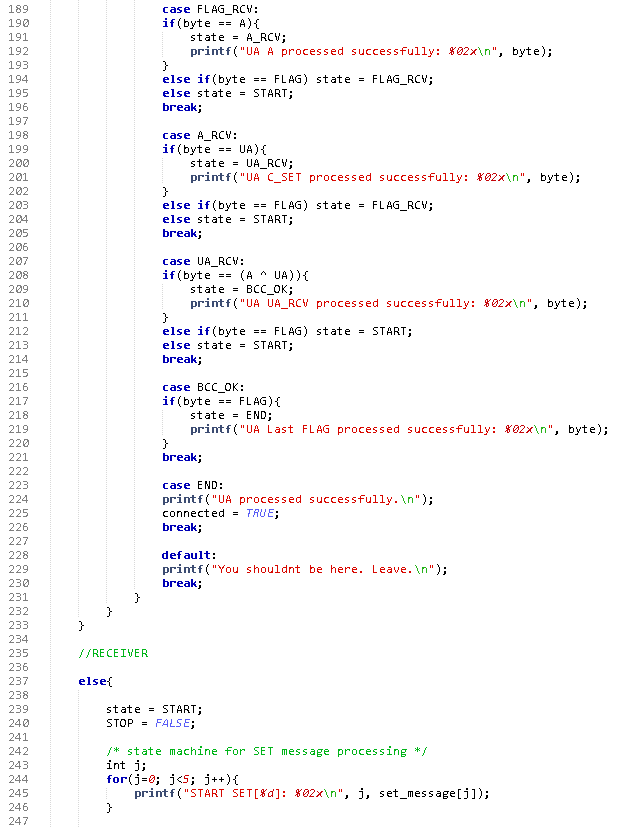 189 case FLAG_RCV:
190 if(byte == A){
191 state = A_RCV;
192 printf("UA A processed successfully: %02x\n", byte);
193 }
194 else if(byte == FLAG) state = FLAG_RCV;
195 else state = START;
196 break;
197
198 case A_RCV:
199 if(byte == UA){
200 state = UA_RCV;
201 printf("UA C_SET processed successfully: %02x\n", byte);
202 }
203 else if(byte == FLAG) state = FLAG_RCV;
204 else state = START;
205 break;
206
207 case UA_RCV:
208 if(byte == (A ^ UA)){
209 state = BCC_OK;
210 printf("UA UA_RCV processed successfully: %02x\n", byte);
211 }
212 else if(byte == FLAG) state = START;
213 else state = START;
214 break;
215
216 case BCC_OK:
217 if(byte == FLAG){
218 state = END;
219 printf("UA Last FLAG processed successfully: %02x\n", byte);
220 }
221 break;
222
223 case END:
224 printf("UA processed successfully.\n");
225 connected = TRUE;
226 break;
227
228 default:
229 printf("You shouldnt be here. Leave.\n");
230 break;
231 }
232 }
233 }
234
235 //RECEIVER
236
237 else{
238
239 state = START;
240 STOP = FALSE;
241
242 /* state machine for SET message processing */
243 int j;
244 for(j=0; j<5; j++){
245 printf("START SET[%d]: %02x\n", j, set_message[j]);
246 }
247